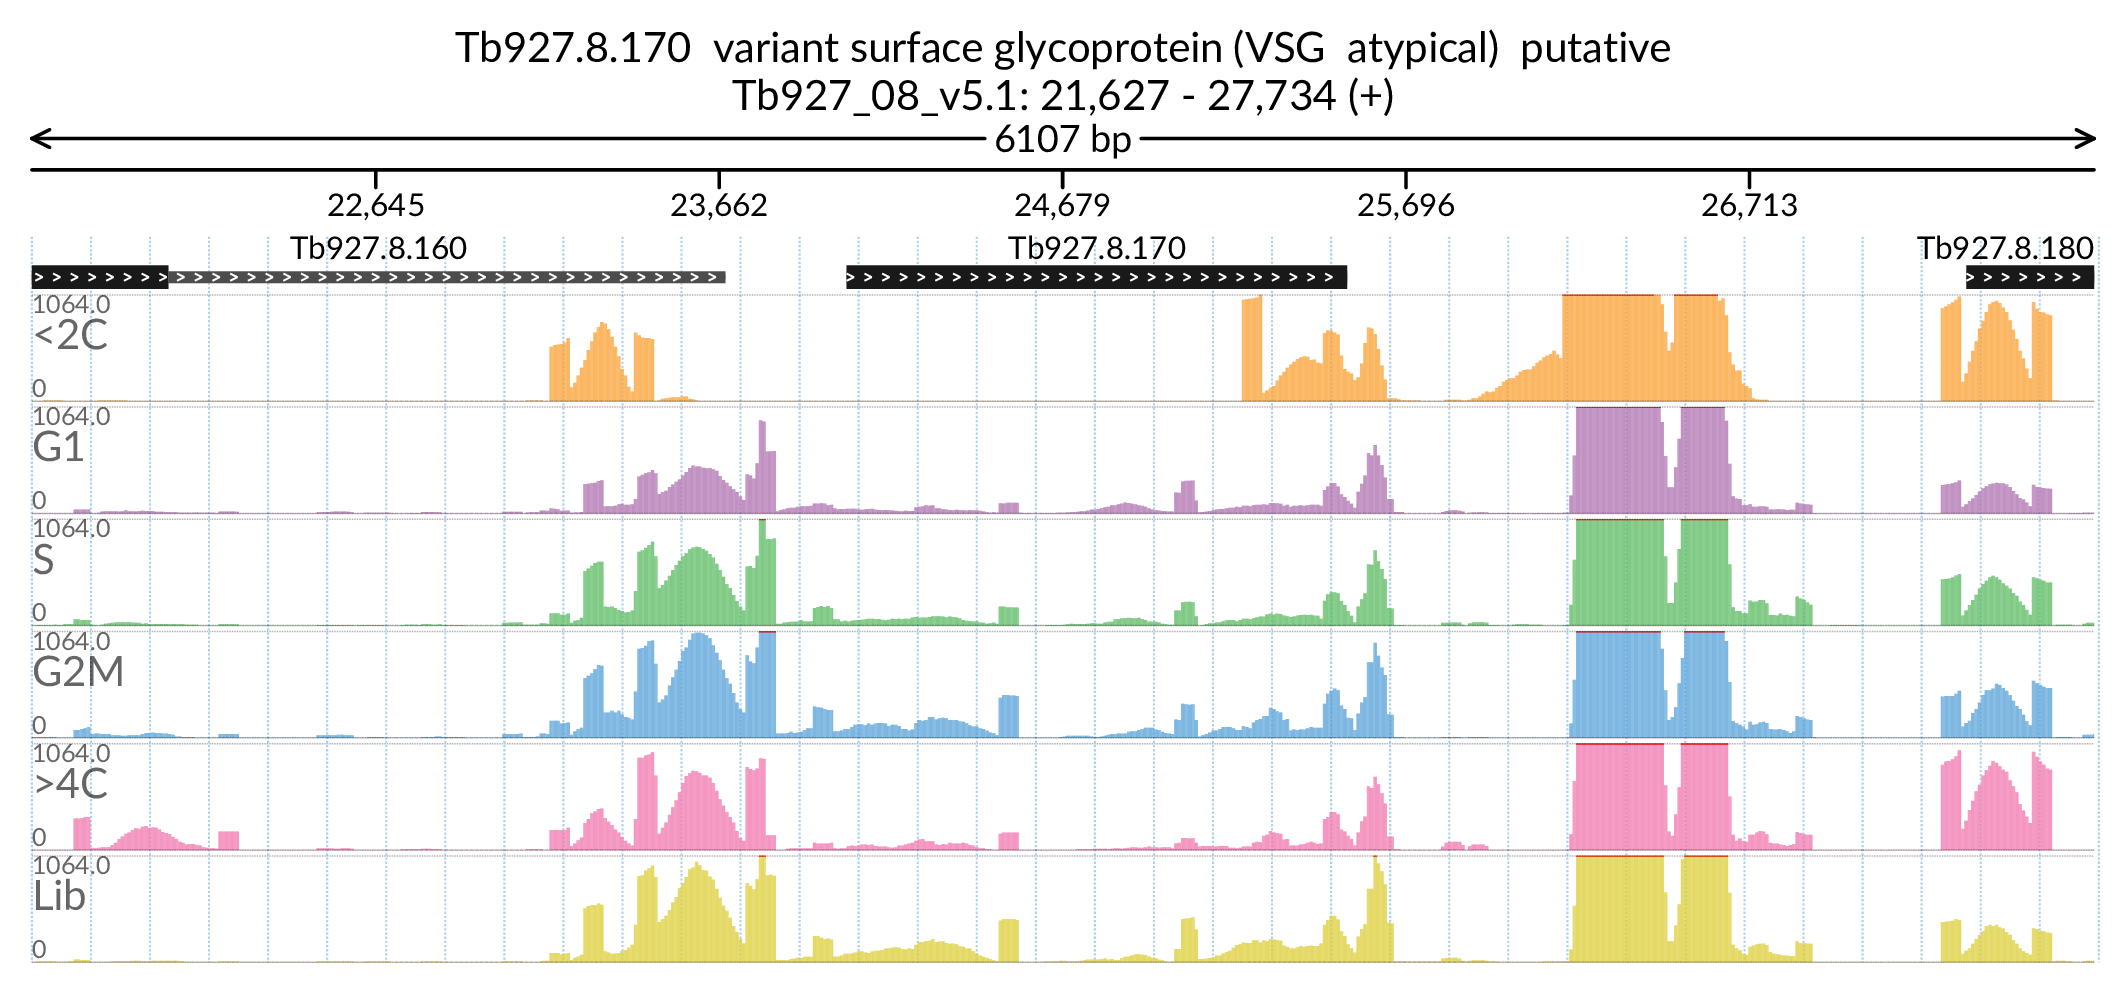 Tb927.8.170 variant surface glycoprotein (VSG atypical) putative
Tb927_08_v5.1: 21,627 - 27,734 (+)
6107 bp
22,645 23,662 24,679 25,696 26,713
Tb927.8.160 Tb927.8.170 Tb927.8.180
1064.0
<2C
0
1064.0
G1
0
1064.0
S
0
1064.0
G2M
0
1064.0
>4C
0
1064.0
Lib
0